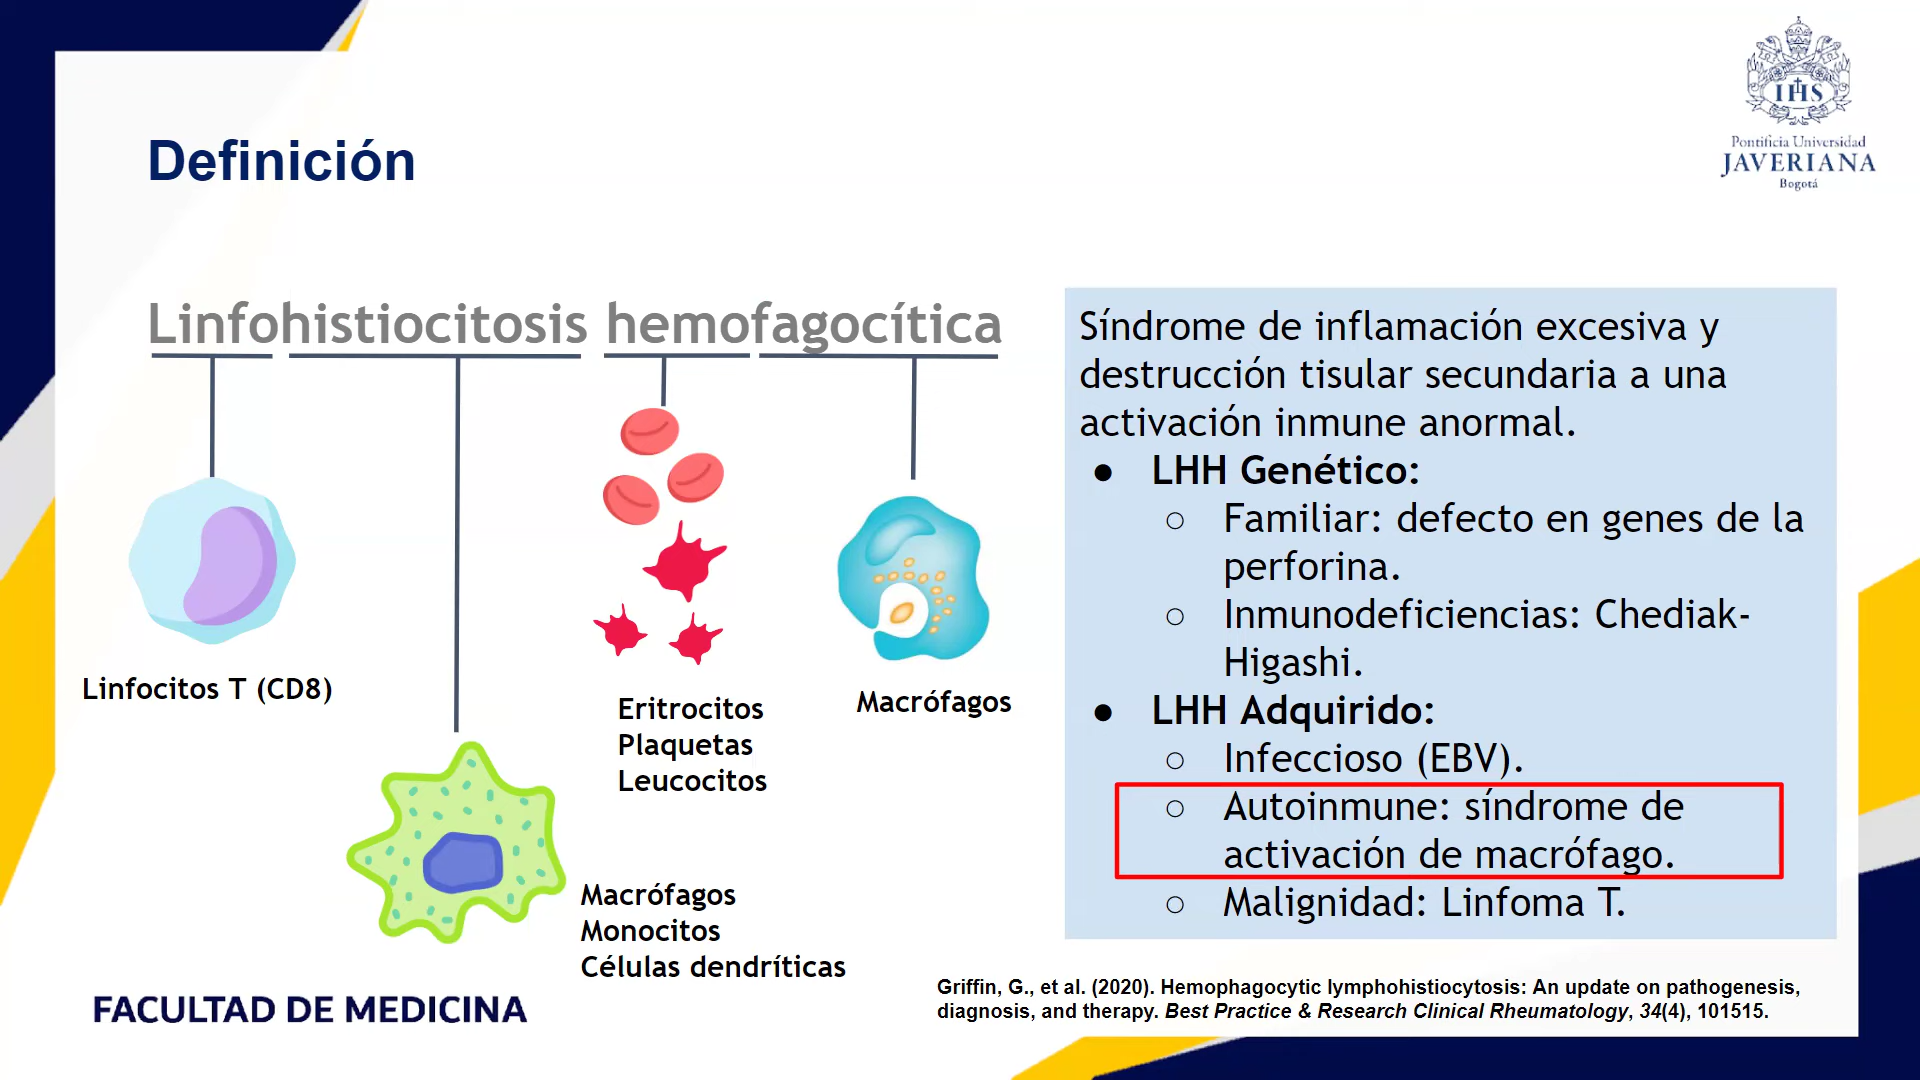 IHS
Pontificia Universidad
JAVERIANA
Bogotá
Definición
Linfohistiocitosis hemofagocítica
Linfocitos T (CD8)
Eritrocitos
Plaquetas
Leucocitos
Macrófagos
Macrófagos
Monocitos
Células dendríticas
Síndrome de inflamación excesiva y
destrucción tisular secundaria a una
activación inmune anormal.
● LHH Genético:
○ Familiar: defecto en genes de la
perforina.
○ Inmunodeficiencias: Chediak-
Higashi.
● LHH Adquirido:
○ Infeccioso (EBV).
○ Autoinmune: síndrome de
activación de macrófago.
○ Malignidad: Linfoma T.
Griffin, G., et al. (2020). Hemophagocytic lymphohistiocytosis: An update on pathogenesis,
diagnosis, and therapy. Best Practice & Research Clinical Rheumatology, 34(4), 101515.
FACULTAD DE MEDICINA